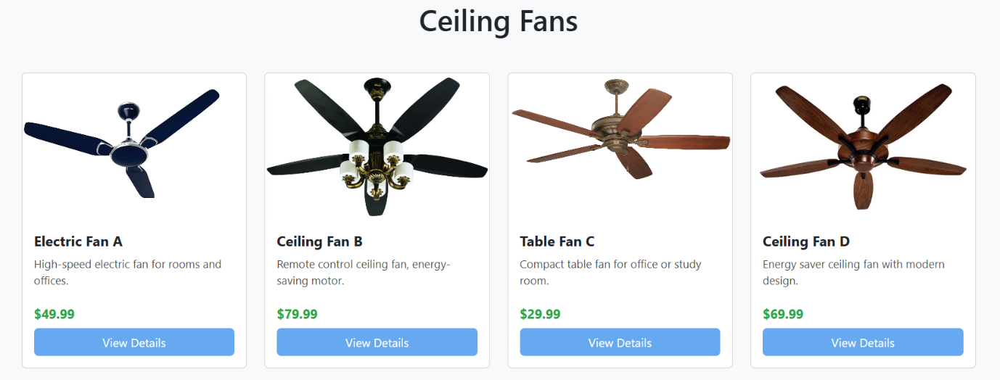 Ceiling Fans
Electric Fan A
High-speed electric fan for rooms and
offices.
$49.99
View Details
Ceiling Fan B
Remote control ceiling fan, energy-
saving motor.
$79.99
View Details
Table Fan C
Compact table fan for office or study
room.
$29.99
View Details
Ceiling Fan D
Energy saver ceiling fan with modern
design.
$69.99
View Details